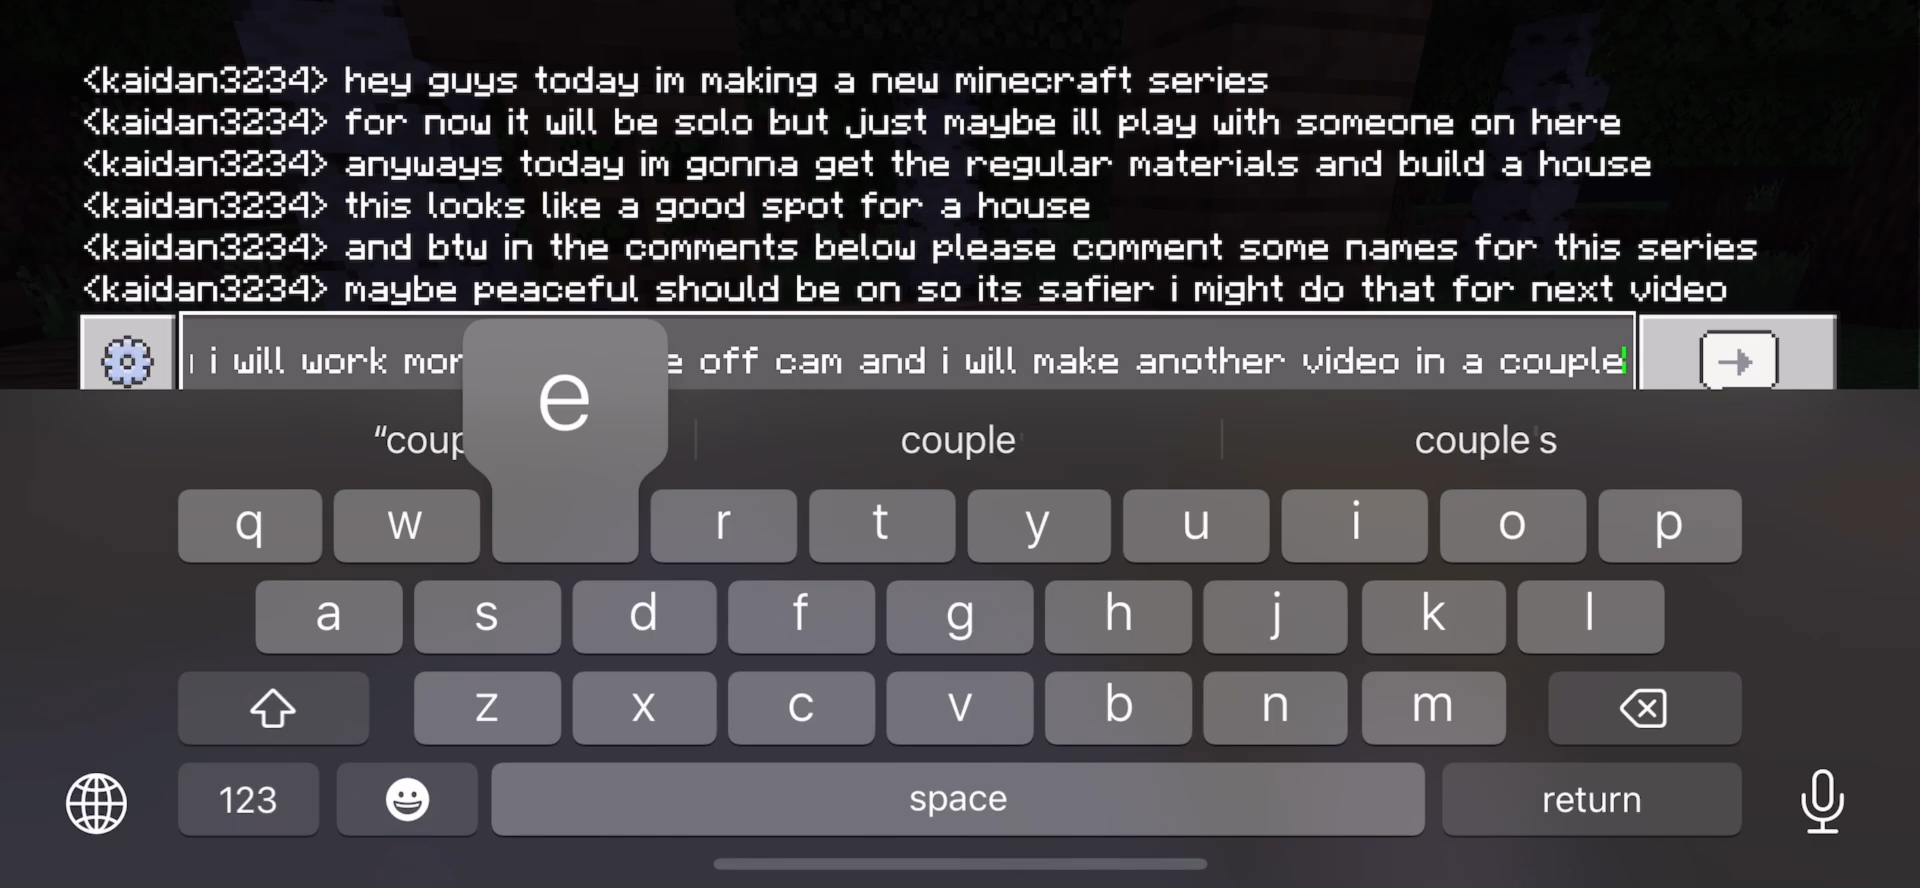 <kaidan3234> hey guys today im making a new minecraft series
<kaidan3234> for now it will be solo but just maybe ill play with someone on here
<kaidan3234> anyways today im gonna get the regular materials and build a house
<kaidan3234> this looks like a good spot for a house
<kaidan3234> and btw in the comments below please comment some names for this series
<kaidan3234> maybe peaceful should be on so its safier i might do that for next video
i will work off cam and i will make another video in a couple
e
couple couple's
q w r t y u i o p
a s d f g h j k l
z x c v b n m
123 space return